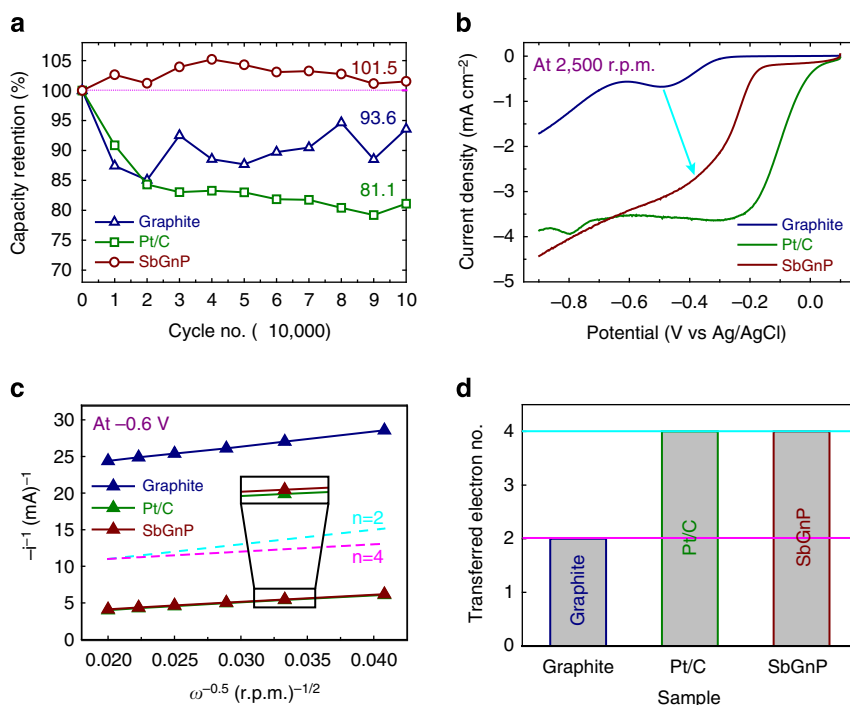 a
Capacity retention (%)
105
100
95
90
85
80
75
70
101.5
93.6
81.1
Graphite
Pt/C
SbGnP
0 1 2 3 4 5 6 7 8 9 10
Cycle no. ( 10,000)
b
Current density (mA cm−2)
0
−1
−2
−3
−4
−5
At 2,500 r.p.m.
Graphite
Pt/C
SbGnP
−0.8 −0.6 −0.4 −0.2 0.0
Potential (V vs Ag/AgCl)
c
−i−1 (mA)−1
30
25
20
15
10
5
0
At −0.6 V
Graphite
Pt/C
SbGnP
n=2
n=4
0.020 0.025 0.030 0.035 0.040
ω−0.5 (r.p.m.)−1/2
d
Transferred electron no.
4
3
2
1
0
Graphite
Pt/C
SbGnP
Graphite Pt/C SbGnP
Sample